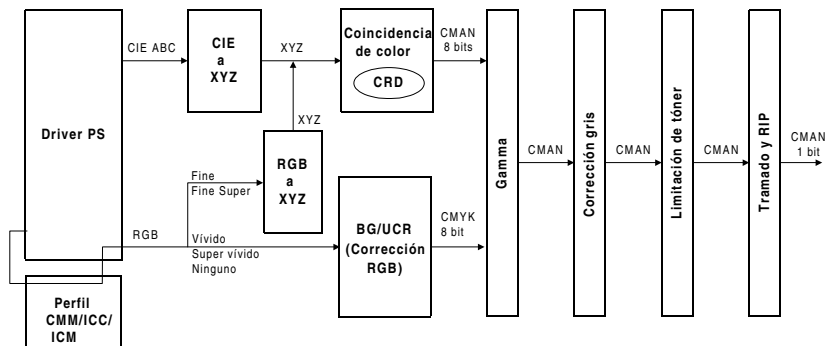 Driver PS
CIE ABC
CIE
a
XYZ
XYZ
Coincidencia
de color
CRD
CMAN
8 bits
XYZ
RGB
a
XYZ
Fine
Fine Super
RGB
Vívido
Super vívido
Ninguno
BG/UCR
(Corrección
RGB)
CMYK
8 bit
Gamma
CMAN
Corrección gris
CMAN
Limitación de tóner
CMAN
Tramado y RIP
CMAN
1 bit
Perfil
CMM/ICC/
ICM